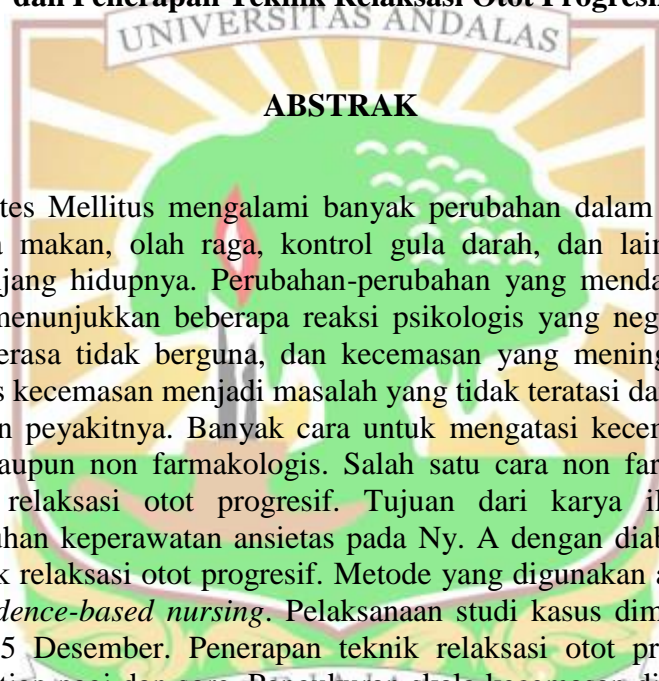 dan Penerapan Teknik Relaksasi Otot Progresif
UNIVERSITAS ANDALAS
ABSTRAK
tes Mellitus mengalami banyak perubahan dalam
makan, olah raga, kontrol gula darah, dan lain
jang hidupnya. Perubahan-perubahan yang menda
menunjukkan beberapa reaksi psikologis yang neg
erasa tidak berguna, dan kecemasan yang mening
s kecemasan menjadi masalah yang tidak teratasi da
n peyakitnya. Banyak cara untuk mengatasi kecen
aupun non farmakologis. Salah satu cara non far
relaksasi otot progresif. Tujuan dari karya il
uhan keperawatan ansietas pada Ny. A dengan diab
k relaksasi otot progresif. Metode yang digunakan a
dence-based nursing. Pelaksanaan studi kasus dim
5 Desember. Penerapan teknik relaksasi otot pr